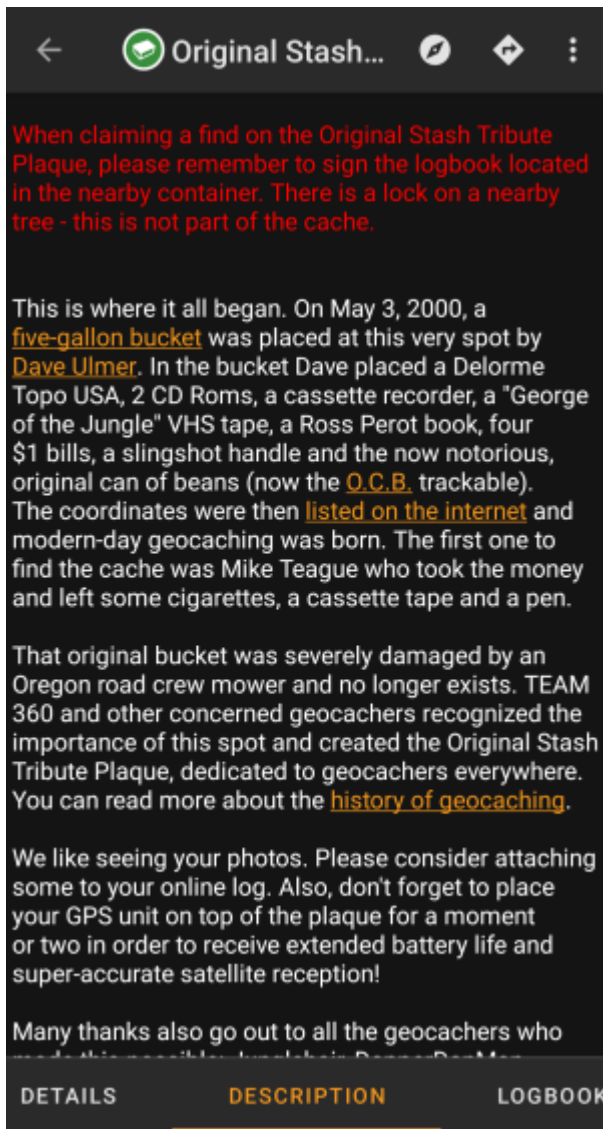 Original Stash...
When claiming a find on the Original Stash Tribute
Plaque, please remember to sign the logbook located
in the nearby container. There is a lock on a nearby
tree - this is not part of the cache.
This is where it all began. On May 3, 2000, a
five-gallon bucket was placed at this very spot by
Dave Ulmer. In the bucket Dave placed a Delorme
Topo USA, 2 CD Roms, a cassette recorder, a "George
of the Jungle" VHS tape, a Ross Perot book, four
$1 bills, a slingshot handle and the now notorious,
original can of beans (now the O.C.B. trackable).
The coordinates were then listed on the internet and
modern-day geocaching was born. The first one to
find the cache was Mike Teague who took the money
and left some cigarettes, a cassette tape and a pen.
That original bucket was severely damaged by an
Oregon road crew mower and no longer exists. TEAM
360 and other concerned geocachers recognized the
importance of this spot and created the Original Stash
Tribute Plaque, dedicated to geocachers everywhere.
You can read more about the history of geocaching.
We like seeing your photos. Please consider attaching
some to your online log. Also, don't forget to place
your GPS unit on top of the plaque for a moment
or two in order to receive extended battery life and
super-accurate satellite reception!
Many thanks also go out to all the geocachers who
made this possible:
DETAILS DESCRIPTION LOGBOOK